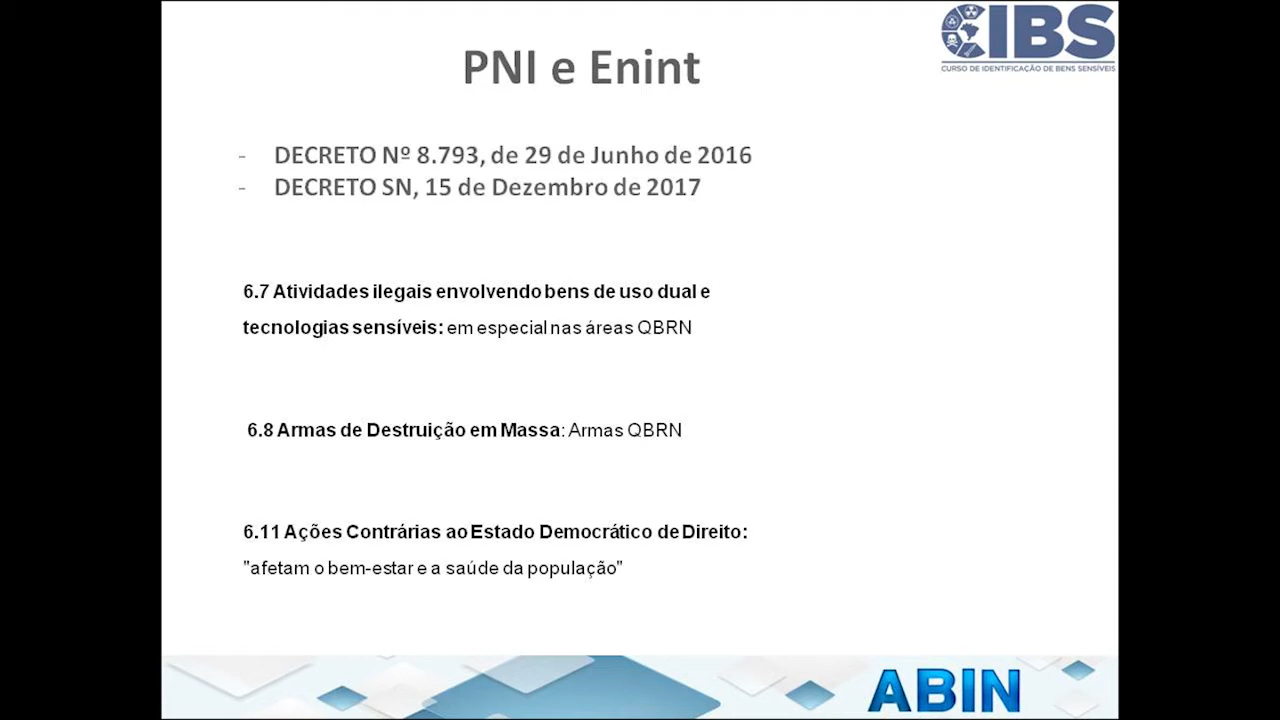 CIBS
CURSO DE IDENTIFICAÇÃO DE BENS SENSÍVEIS
PNI e Enint
- DECRETO Nº 8.793, de 29 de Junho de 2016
- DECRETO SN, 15 de Dezembro de 2017
6.7 Atividades ilegais envolvendo bens de uso dual e
tecnologias sensíveis: em especial nas áreas QBRN
6.8 Armas de Destruição em Massa: Armas QBRN
6.11 Ações Contrárias ao Estado Democrático de Direito:
"afetam o bem-estar e a saúde da população"
ABIN